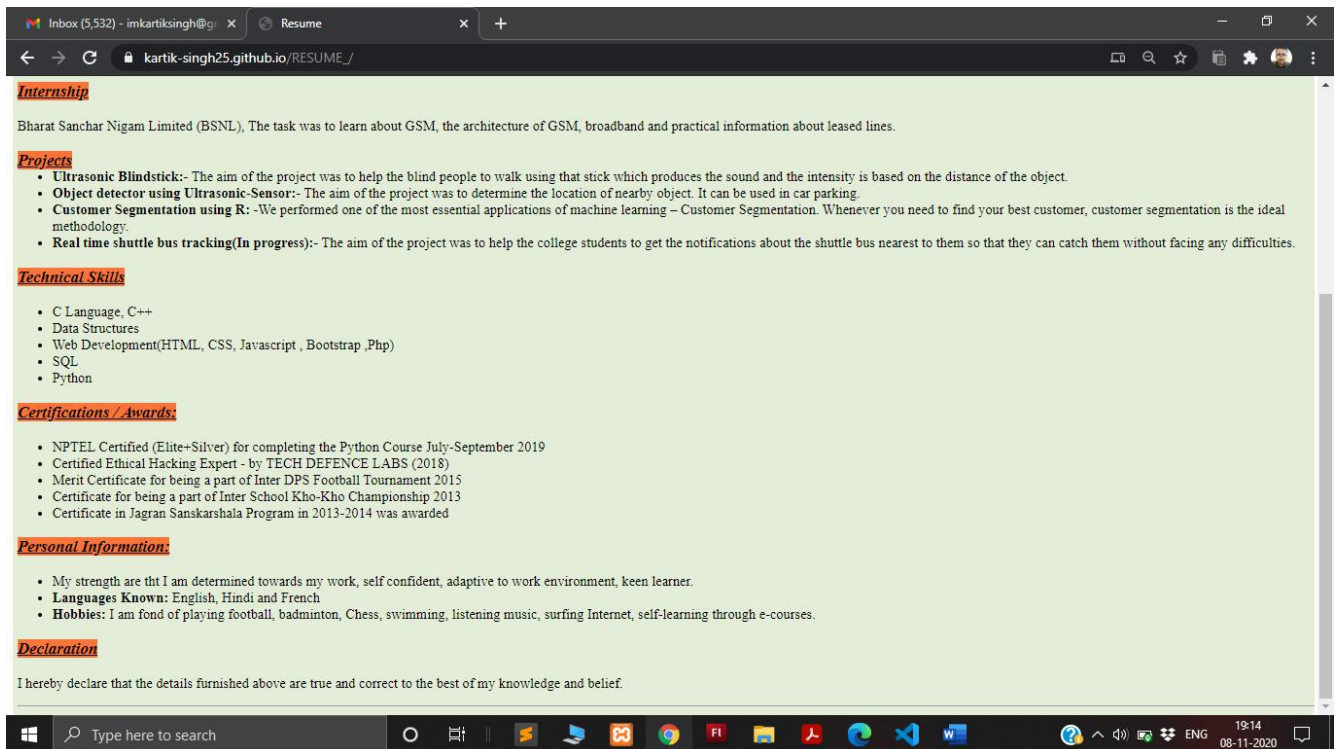 Inbox (5,532) - imkartiksingh@g
Resume
kartik-singh25.github.io/RESUME_/
Internship
Bharat Sanchar Nigam Limited (BSNL), The task was to learn about GSM, the architecture of GSM, broadband and practical information about leased lines.
Projects
• Ultrasonic Blindstick:- The aim of the project was to help the blind people to walk using that stick which produces the sound and the intensity is based on the distance of the object.
• Object detector using Ultrasonic-Sensor:- The aim of the project was to determine the location of nearby object. It can be used in car parking.
• Customer Segmentation using R: -We performed one of the most essential applications of machine learning – Customer Segmentation. Whenever you need to find your best customer, customer segmentation is the ideal
methodology.
• Real time shuttle bus tracking(In progress):- The aim of the project was to help the college students to get the notifications about the shuttle bus nearest to them so that they can catch them without facing any difficulties.
Technical Skills
• C Language, C++
• Data Structures
• Web Development(HTML, CSS, Javascript , Bootstrap ,Php)
• SQL
• Python
Certifications / Awards:
• NPTEL Certified (Elite+Silver) for completing the Python Course July-September 2019
• Certified Ethical Hacking Expert - by TECH DEFENCE LABS (2018)
• Merit Certificate for being a part of Inter DPS Football Tournament 2015
• Certificate for being a part of Inter School Kho-Kho Championship 2013
• Certificate in Jagran Sanskarshala Program in 2013-2014 was awarded
Personal Information:
• My strength are tht I am determined towards my work, self confident, adaptive to work environment, keen learner.
• Languages Known: English, Hindi and French
• Hobbies: I am fond of playing football, badminton, Chess, swimming, listening music, surfing Internet, self-learning through e-courses.
Declaration
I hereby declare that the details furnished above are true and correct to the best of my knowledge and belief.
Type here to search
FL
ENG
19:14
08-11-2020